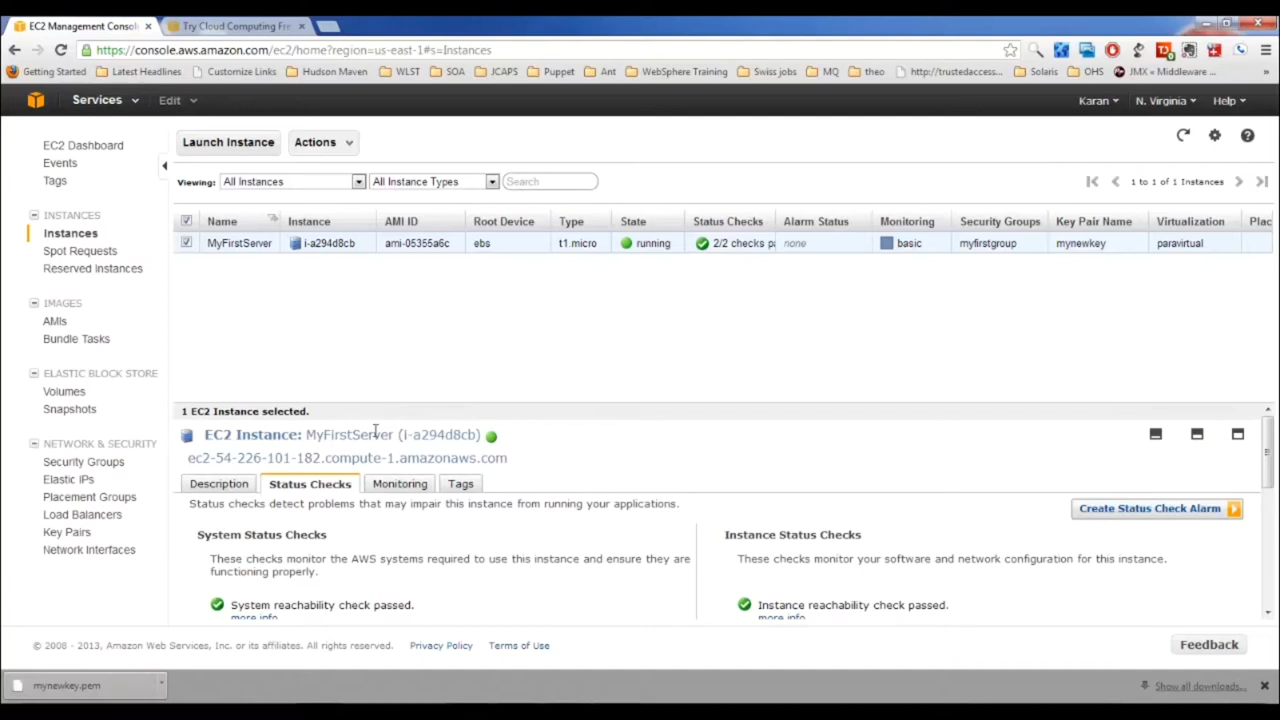 EC2 Management Consol
Try Cloud Computing Fre
https://console.aws.amazon.com/ec2/home?region=us-east-1#s=Instances
Getting Started Latest Headlines Customize Links Hudson Maven WLST SOA JCAPS Puppet Ant WebSphere Training Swiss jobs MQ theo http://trustedaccess... Solaris OHS JMX « Middleware ... »
Services Edit Karan N. Virginia Help
EC2 Dashboard
Events
Tags
INSTANCES
Instances
Spot Requests
Reserved Instances
IMAGES
AMIs
Bundle Tasks
ELASTIC BLOCK STORE
Volumes
Snapshots
NETWORK & SECURITY
Security Groups
Elastic IPs
Placement Groups
Load Balancers
Key Pairs
Network Interfaces
Launch Instance Actions
Viewing: All Instances All Instance Types Search 1 to 1 of 1 Instances
Name Instance AMI ID Root Device Type State Status Checks Alarm Status Monitoring Security Groups Key Pair Name Virtualization Plac
MyFirstServer i-a294d8cb ami-05355a6c ebs t1.micro running 2/2 checks pa none basic myfirstgroup mynewkey paravirtual
1 EC2 Instance selected.
EC2 Instance: MyFirstServer (i-a294d8cb)
ec2-54-226-101-182.compute-1.amazonaws.com
Description Status Checks Monitoring Tags
Status checks detect problems that may impair this instance from running your applications.
Create Status Check Alarm
System Status Checks
These checks monitor the AWS systems required to use this instance and ensure they are
functioning properly.
System reachability check passed.
more info
Instance Status Checks
These checks monitor your software and network configuration for this instance.
Instance reachability check passed.
more info
© 2008 - 2013, Amazon Web Services, Inc. or its affiliates. All rights reserved. Privacy Policy Terms of Use Feedback
mynewkey.pem Show all downloads...